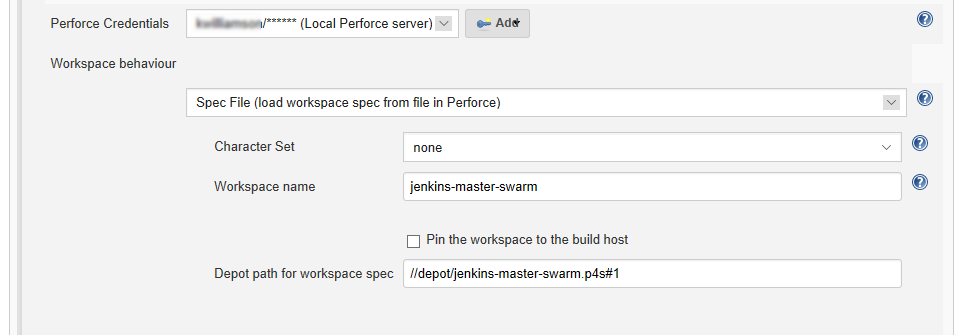 Perforce Credentials
/****** (Local Perforce server)
Add
Workspace behaviour
Spec File (load workspace spec from file in Perforce)
Character Set
none
Workspace name
jenkins-master-swarm
Pin the workspace to the build host
Depot path for workspace spec
//depot/jenkins-master-swarm.p4s#1